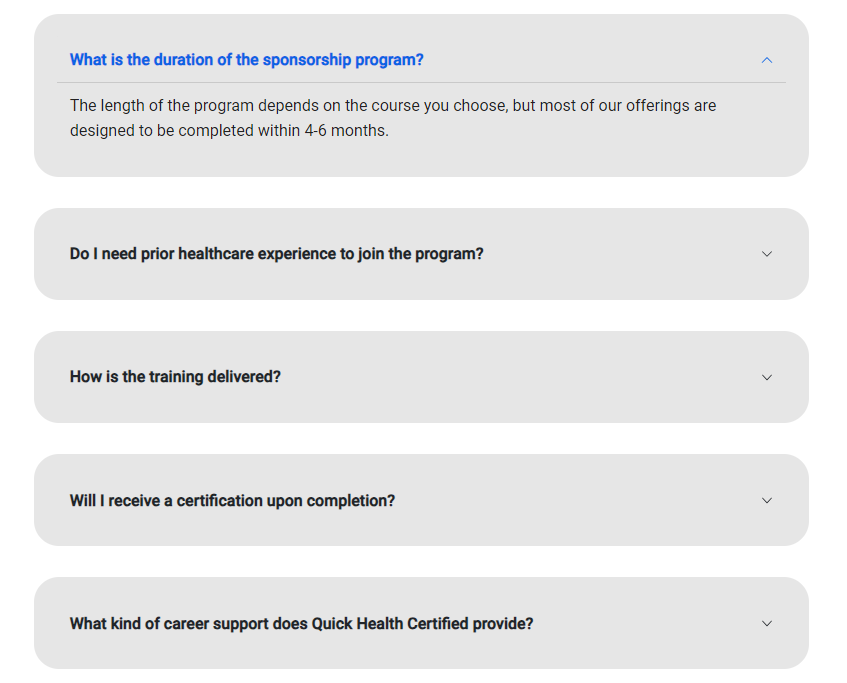 What is the duration of the sponsorship program?
The length of the program depends on the course you choose, but most of our offerings are
designed to be completed within 4-6 months.
Do I need prior healthcare experience to join the program?
How is the training delivered?
Will I receive a certification upon completion?
What kind of career support does Quick Health Certified provide?